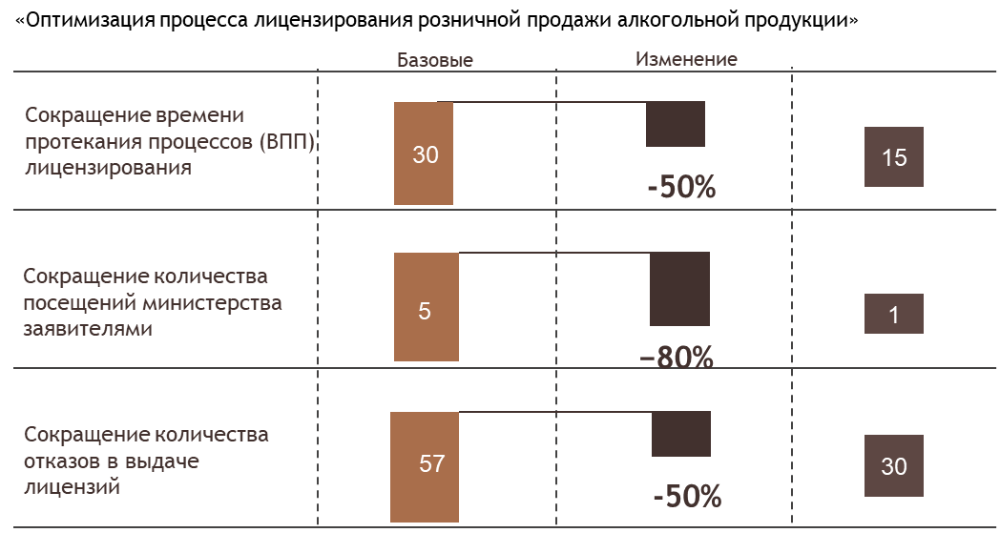 «Оптимизация процесса лицензирования розничной продажи алкогольной продукции»
Базовые
Изменение
Сокращение времени
протекания процессов (ВПП)
лицензирования
30
-50%
15
Сокращение количества
посещений министерства
заявителями
5
–80%
1
Сокращение количества
отказов в выдаче
лицензий
57
-50%
30